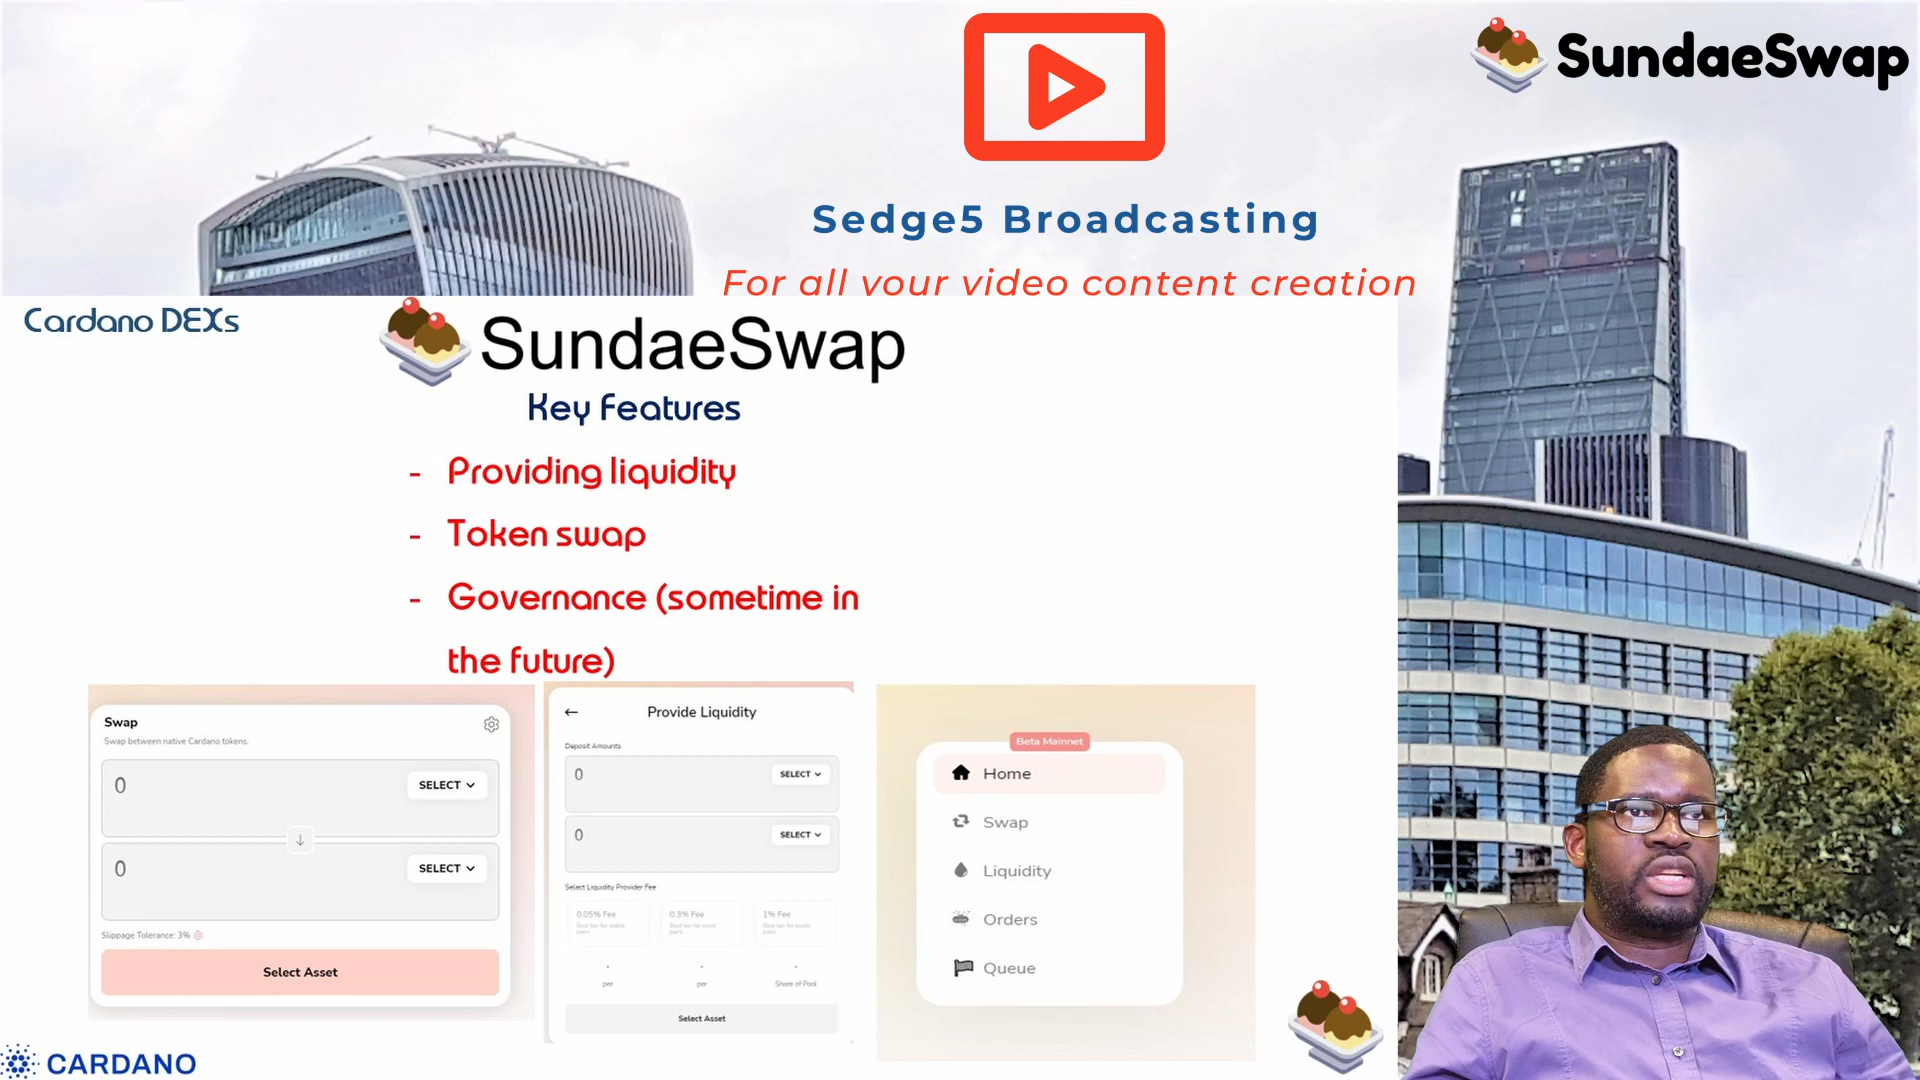 SundaeSwap
Sedge5 Broadcasting
For all your video content creation
Cardano DEXs
SundaeSwap
Key Features
- Providing liquidity
- Token swap
- Governance (sometime in
the future)
Swap
Swap between native Cardano tokens.
0
SELECT
0
SELECT
Slippage Tolerance: 3%
Select Asset
Provide Liquidity
Deposit Amounts
0
SELECT
0
SELECT
Select Liquidity Provider Fee
0.05% Fee
0.3% Fee
1% Fee
- - -
per
per
Share of Pool
Select Asset
Beta Mainnet
Home
Swap
Liquidity
Orders
Queue
CARDANO